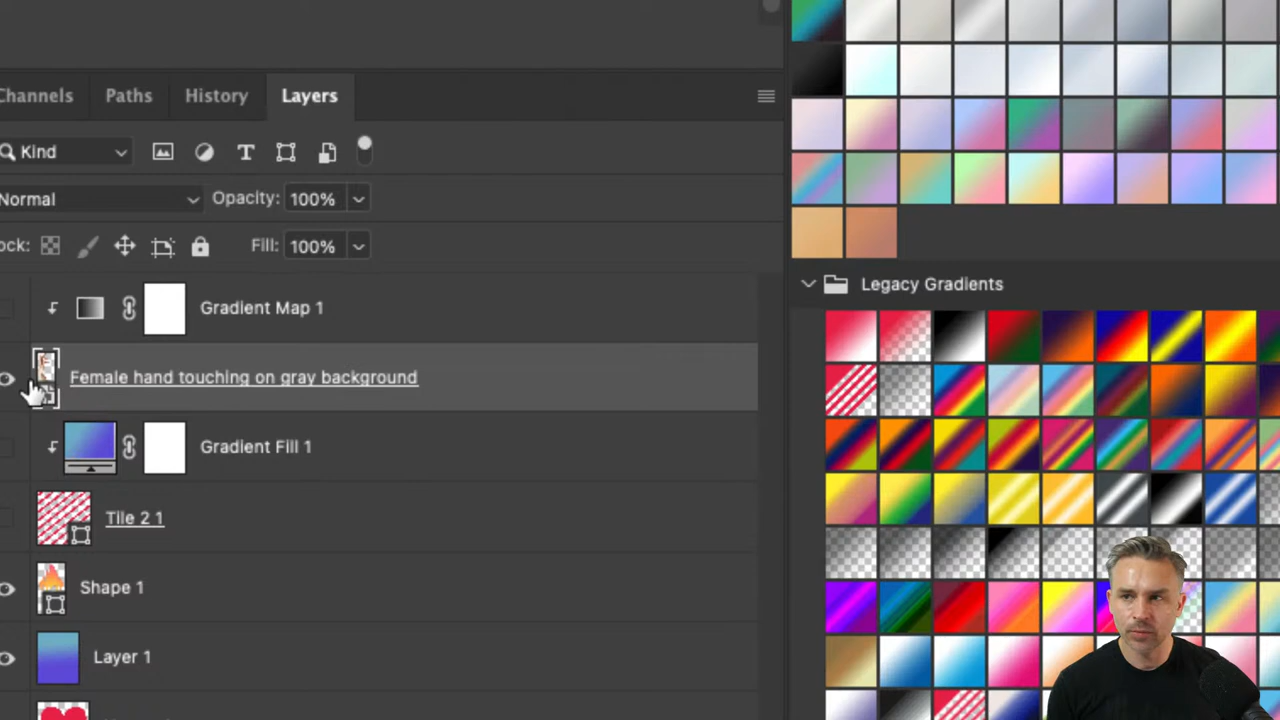 Channels Paths History Layers
Kind
Normal Opacity: 100%
ock: Fill: 100%
Gradient Map 1
Female hand touching on gray background
Gradient Fill 1
Tile 2 1
Shape 1
Layer 1
Legacy Gradients